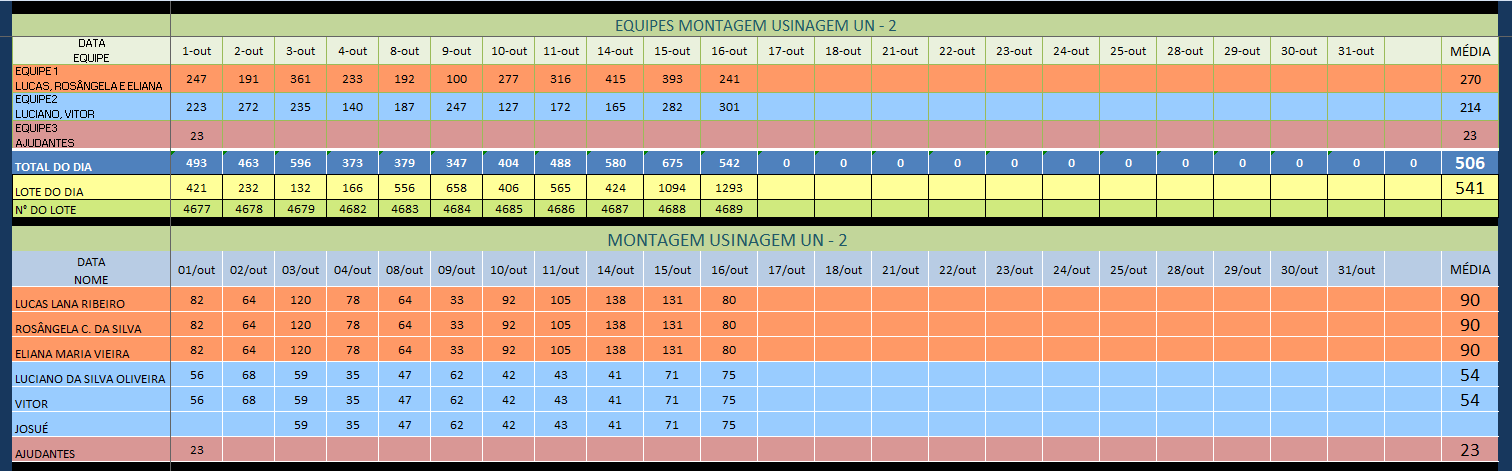 EQUIPES MONTAGEM USINAGEM UN - 2
DATA
EQUIPE 1-out 2-out 3-out 4-out 8-out 9-out 10-out 11-out 14-out 15-out 16-out 17-out 18-out 21-out 22-out 23-out 24-out 25-out 28-out 29-out 30-out 31-out MÉDIA
EQUIPE 1
LUCAS, ROSÂNGELA E ELIANA 247 191 361 233 192 100 277 316 415 393 241 270
EQUIPE2
LUCIANO, VITOR 223 272 235 140 187 247 127 172 165 282 301 214
EQUIPE3
AJUDANTES 23 23
TOTAL DO DIA 493 463 596 373 379 347 404 488 580 675 542 0 0 0 0 0 0 0 0 0 0 0 0 506
LOTE DO DIA 421 232 132 166 556 658 406 565 424 1094 1293 541
N° DO LOTE 4677 4678 4679 4682 4683 4684 4685 4686 4687 4688 4689
MONTAGEM USINAGEM UN - 2
DATA
NOME 01/out 02/out 03/out 04/out 08/out 09/out 10/out 11/out 14/out 15/out 16/out 17/out 18/out 21/out 22/out 23/out 24/out 25/out 28/out 29/out 30/out 31/out MÉDIA
LUCAS LANA RIBEIRO 82 64 120 78 64 33 92 105 138 131 80 90
ROSÂNGELA C. DA SILVA 82 64 120 78 64 33 92 105 138 131 80 90
ELIANA MARIA VIEIRA 82 64 120 78 64 33 92 105 138 131 80 90
LUCIANO DA SILVA OLIVEIRA 56 68 59 35 47 62 42 43 41 71 75 54
VITOR 56 68 59 35 47 62 42 43 41 71 75 54
JOSUÉ 59 35 47 62 42 43 41 71 75
AJUDANTES 23 23